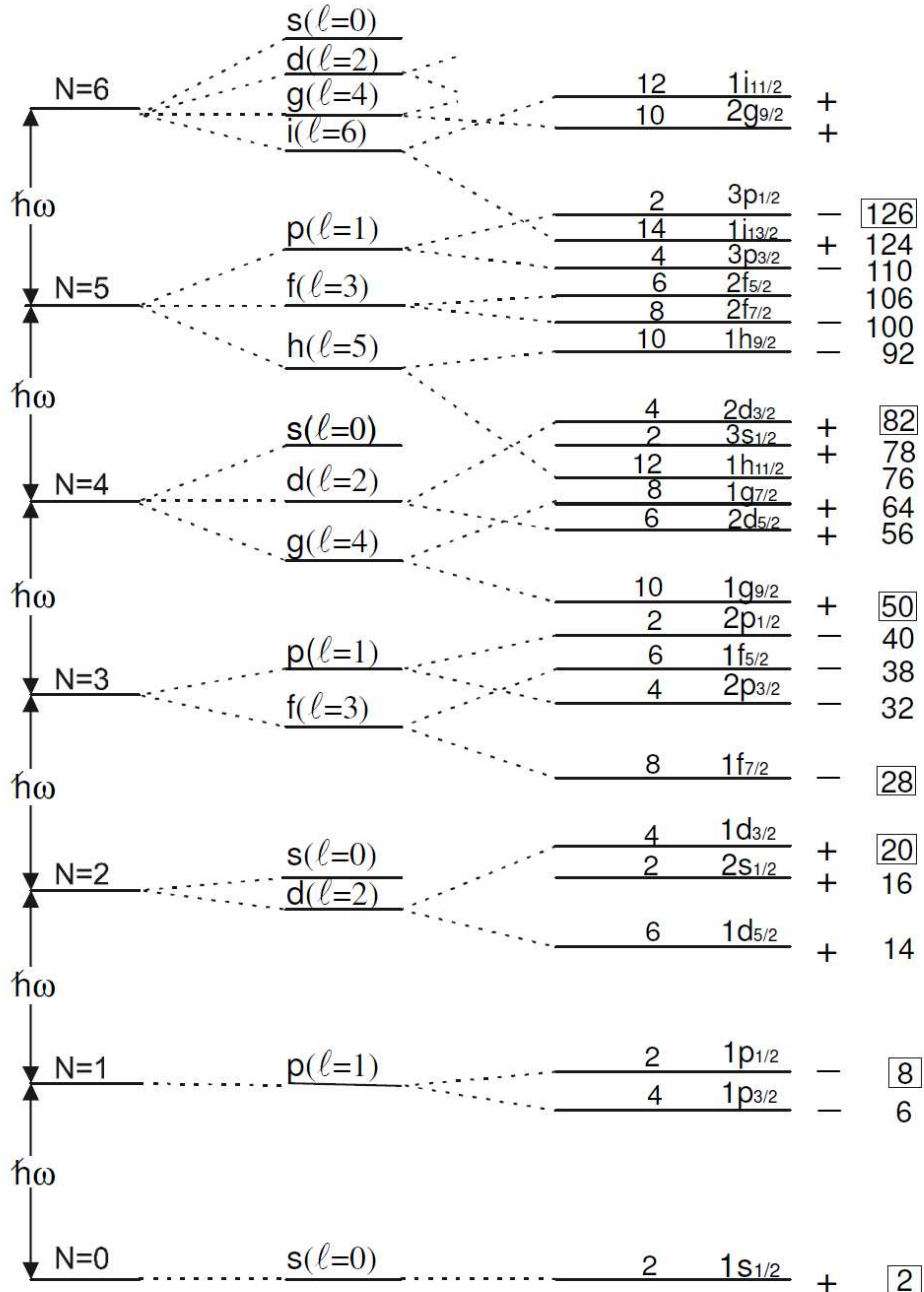 s(ℓ=0)
d(ℓ=2)
N=6
g(ℓ=4)
12 1i11/2 +
10 2g9/2 +
i(ℓ=6)
ħω
2 3p1/2 − 126
p(ℓ=1)
14 1i13/2 + 124
4 3p3/2 − 110
N=5
f(ℓ=3)
6 2f5/2 106
8 2f7/2 − 100
h(ℓ=5)
10 1h9/2 − 92
ħω
4 2d3/2 + 82
s(ℓ=0)
2 3s1/2 + 78
12 1h11/2 76
N=4
d(ℓ=2)
8 1g7/2 + 64
6 2d5/2 + 56
g(ℓ=4)
ħω
10 1g9/2 + 50
2 2p1/2 − 40
p(ℓ=1)
6 1f5/2 − 38
N=3
4 2p3/2 − 32
f(ℓ=3)
8 1f7/2 − 28
ħω
4 1d3/2 + 20
s(ℓ=0)
2 2s1/2 + 16
N=2
d(ℓ=2)
6 1d5/2 + 14
ħω
2 1p1/2 − 8
N=1
p(ℓ=1)
4 1p3/2 − 6
ħω
N=0
s(ℓ=0)
2 1s1/2 + 2